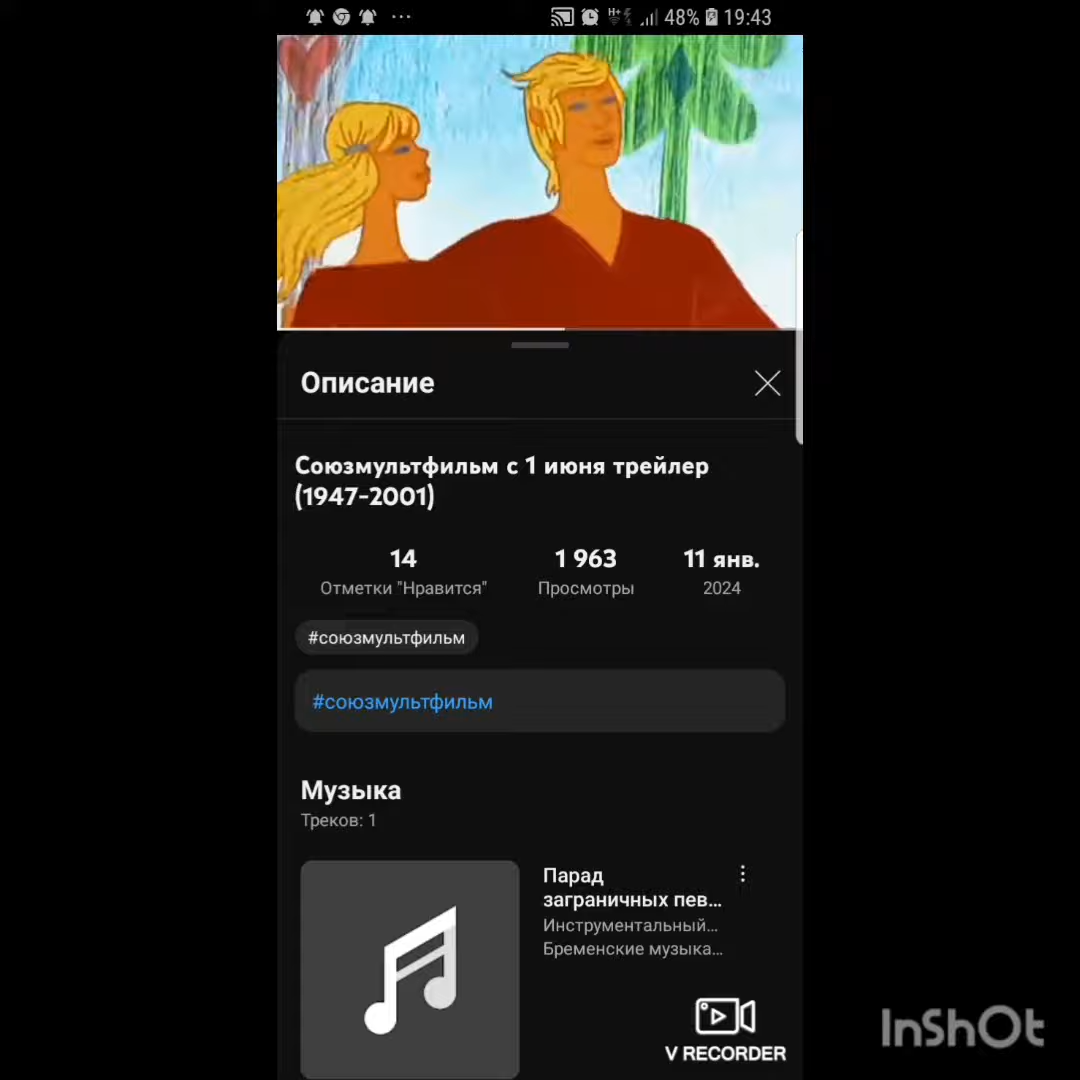 48% 19:43
Описание
Союзмультфильм с 1 июня трейлер
(1947-2001)
14 1 963 11 янв.
Отметки "Нравится" Просмотры 2024
#союзмультфильм
#союзмультфильм
Музыка
Треков: 1
Парад
заграничных пев...
Инструментальный...
Бременские музыка...
V RECORDER
InShOt